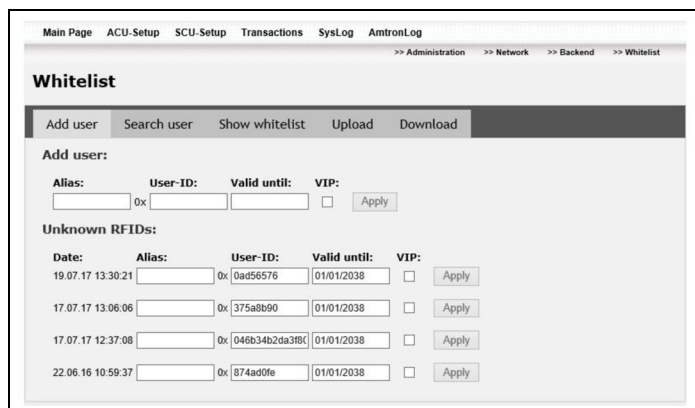 Main Page ACU-Setup SCU-Setup Transactions SysLog AmtronLog
>> Administration >> Network >> Backend >> Whitelist
Whitelist
Add user Search user Show whitelist Upload Download
Add user:
Alias: User-ID: Valid until: VIP:
0x Apply
Unknown RFIDs:
Date: Alias: User-ID: Valid until: VIP:
19.07.17 13:30:21 0x 0ad56576 01/01/2038 Apply
17.07.17 13:06:06 0x 375a8b90 01/01/2038 Apply
17.07.17 12:37:08 0x 046b34b2da3f80 01/01/2038 Apply
22.06.16 10:59:37 0x 874ad0fe 01/01/2038 Apply